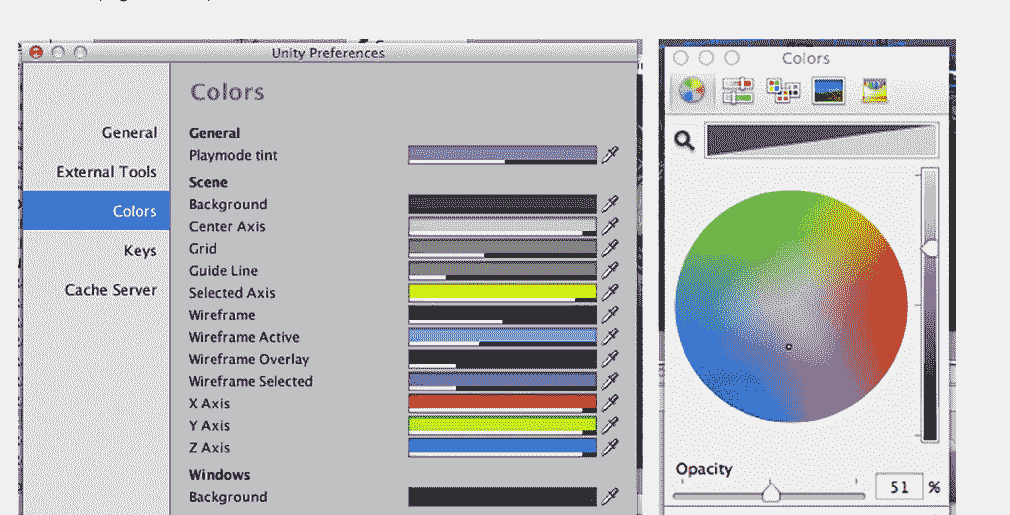 Unity Preferences
General
External Tools
Colors
Keys
Cache Server
Colors
General
Playmode tint
Scene
Background
Center Axis
Grid
Guide Line
Selected Axis
Wireframe
Wireframe Active
Wireframe Overlay
Wireframe Selected
X Axis
Y Axis
Z Axis
Windows
Background
Colors
Opacity
51 %